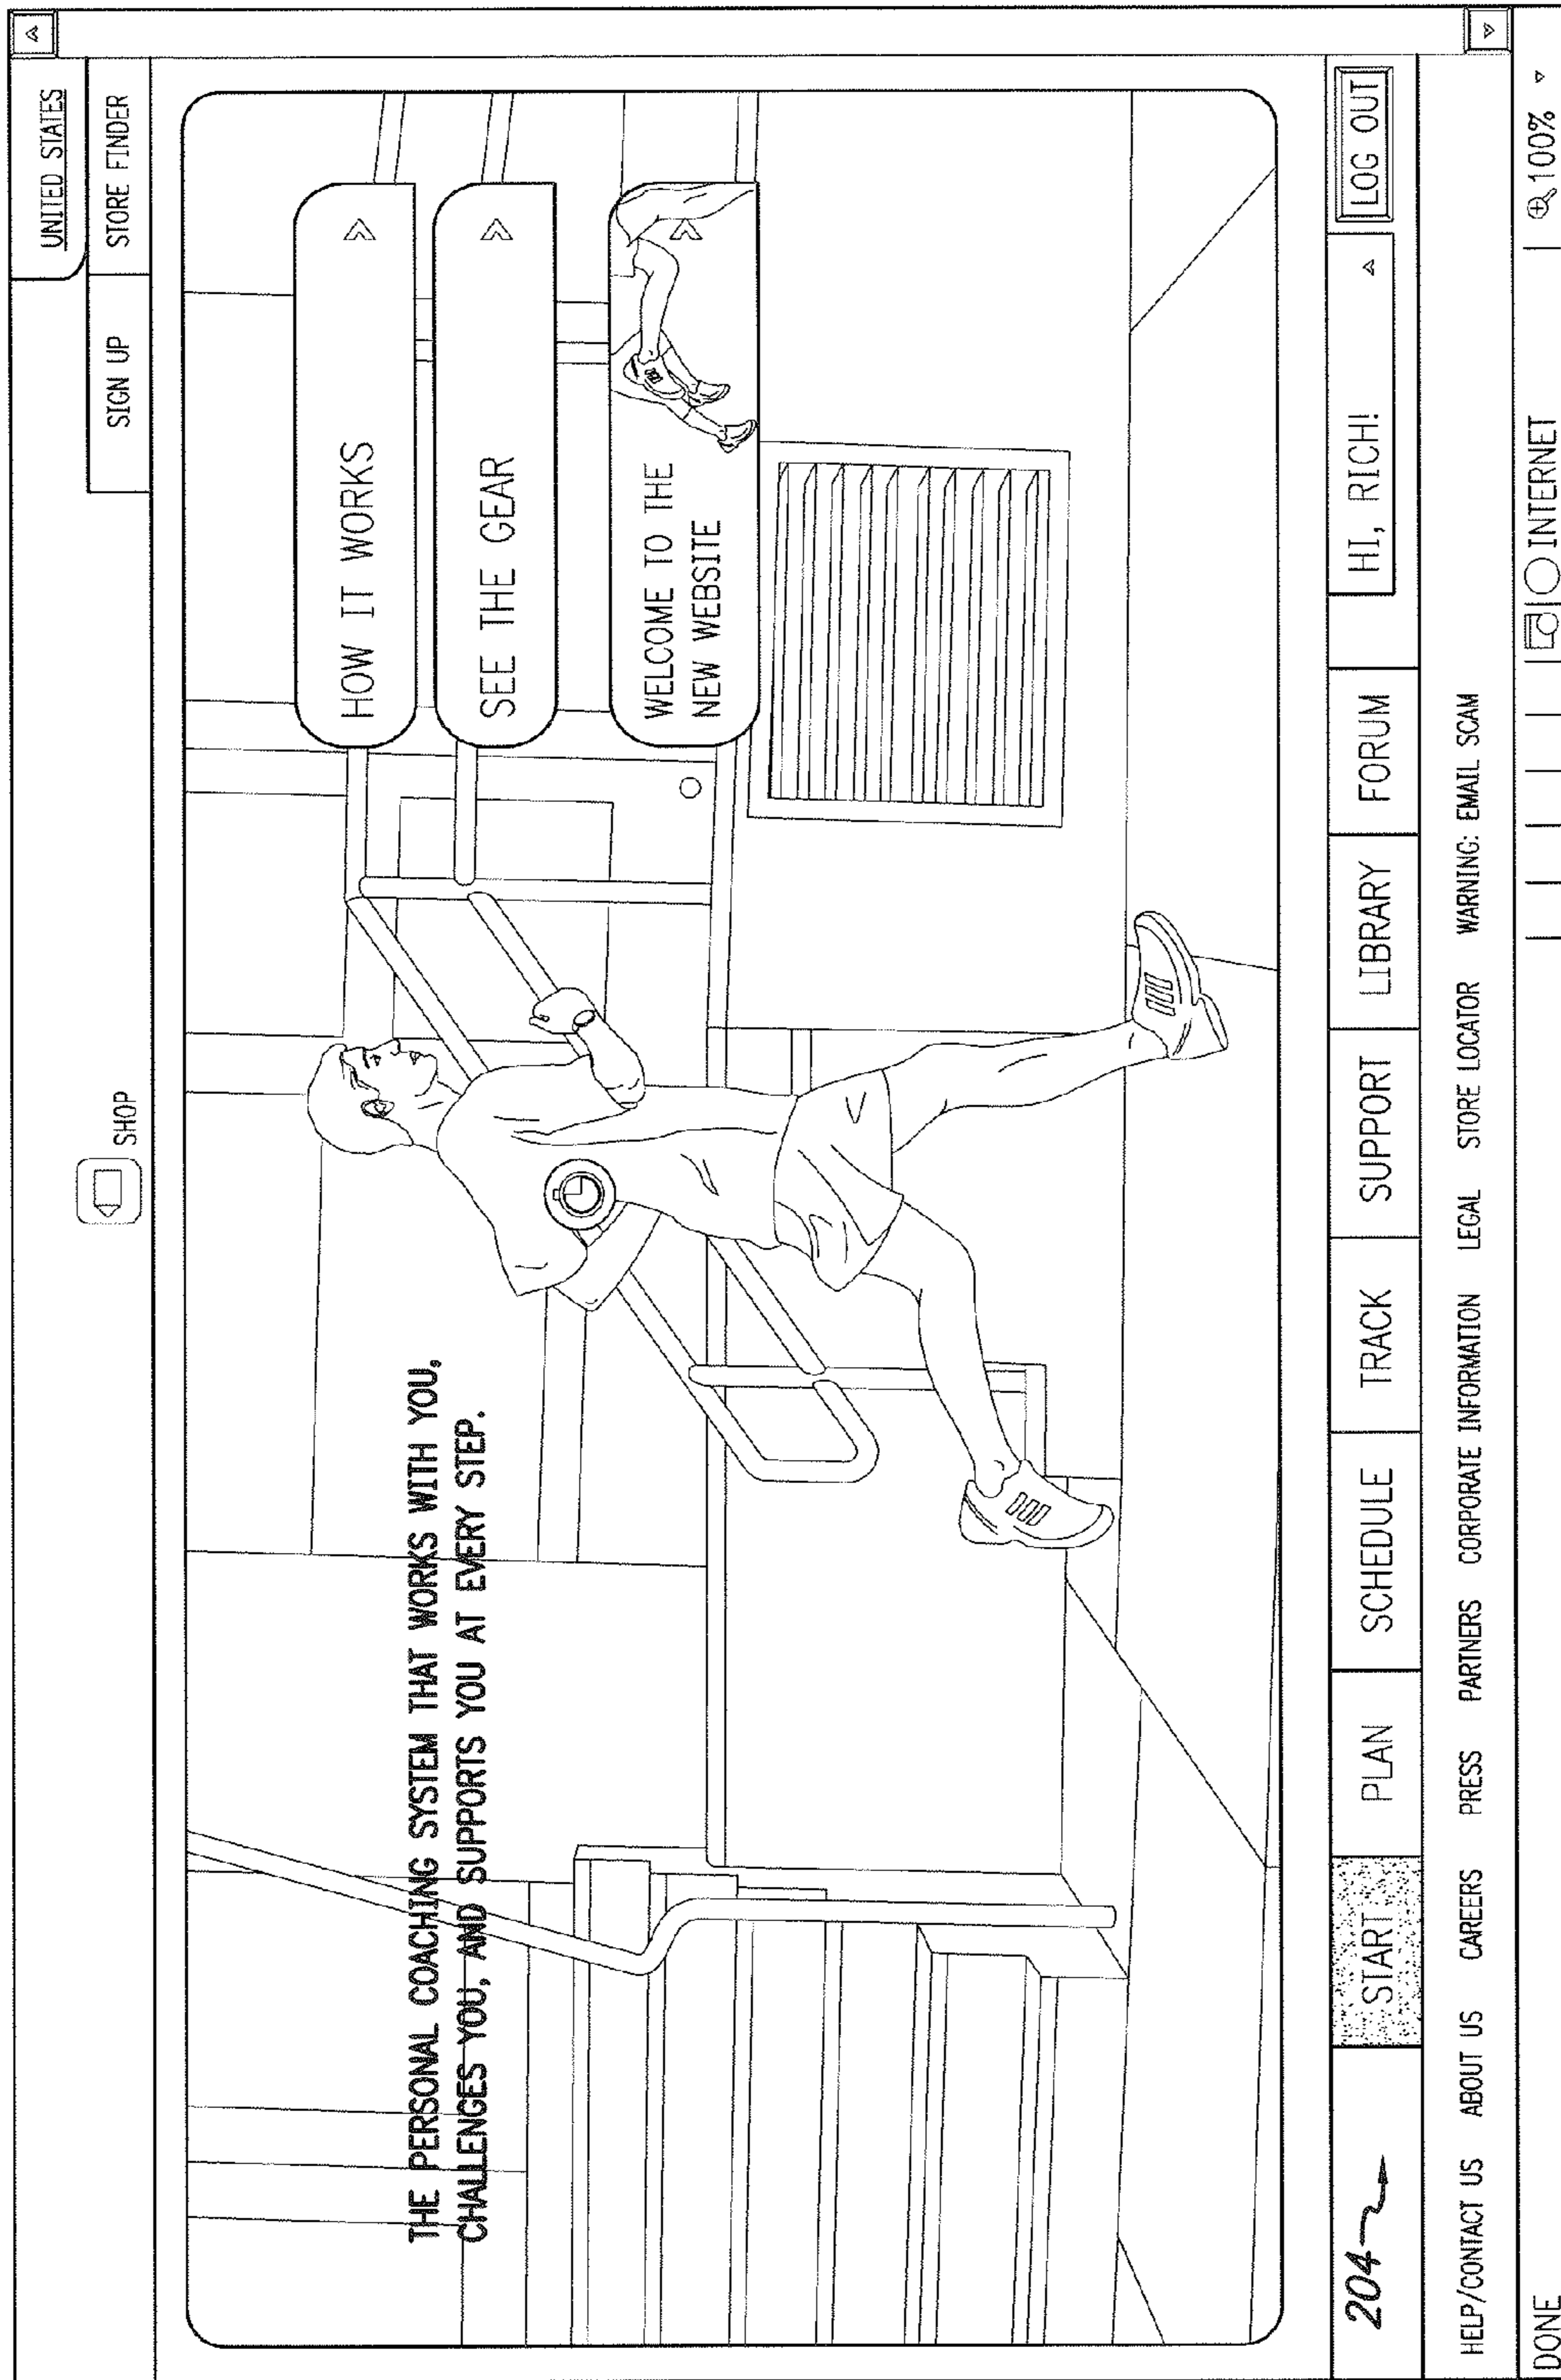 UNITED STATES
SHOP
SIGN UP
STORE FINDER
THE PERSONAL COACHING SYSTEM THAT WORKS WITH YOU,
CHALLENGES YOU, AND SUPPORTS YOU AT EVERY STEP.
HOW IT WORKS
SEE THE GEAR
WELCOME TO THE
NEW WEBSITE
204 START PLAN SCHEDULE TRACK SUPPORT LIBRARY FORUM HI, RICH! LOG OUT
HELP/CONTACT US ABOUT US CAREERS PRESS PARTNERS CORPORATE INFORMATION LEGAL STORE LOCATOR WARNING: EMAIL SCAM
DONE INTERNET 100%